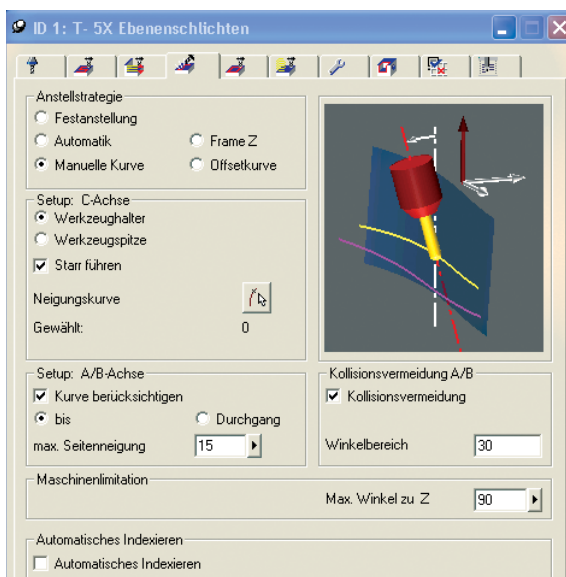 ID 1: T- 5X Ebenenschlichten
Anstellstrategie
Festanstellung
Automatik
Frame Z
Manuelle Kurve
Offsetkurve
Setup: C-Achse
Werkzeughalter
Werkzeugspitze
Starr führen
Neigungskurve
Gewählt: 0
Setup: A/B-Achse
Kurve berücksichtigen
bis
Durchgang
max. Seitenneigung 15
Kollisionsvermeidung A/B
Kollisionsvermeidung
Winkelbereich 30
Maschinenlimitation
Max. Winkel zu Z 90
Automatisches Indexieren
Automatisches Indexieren